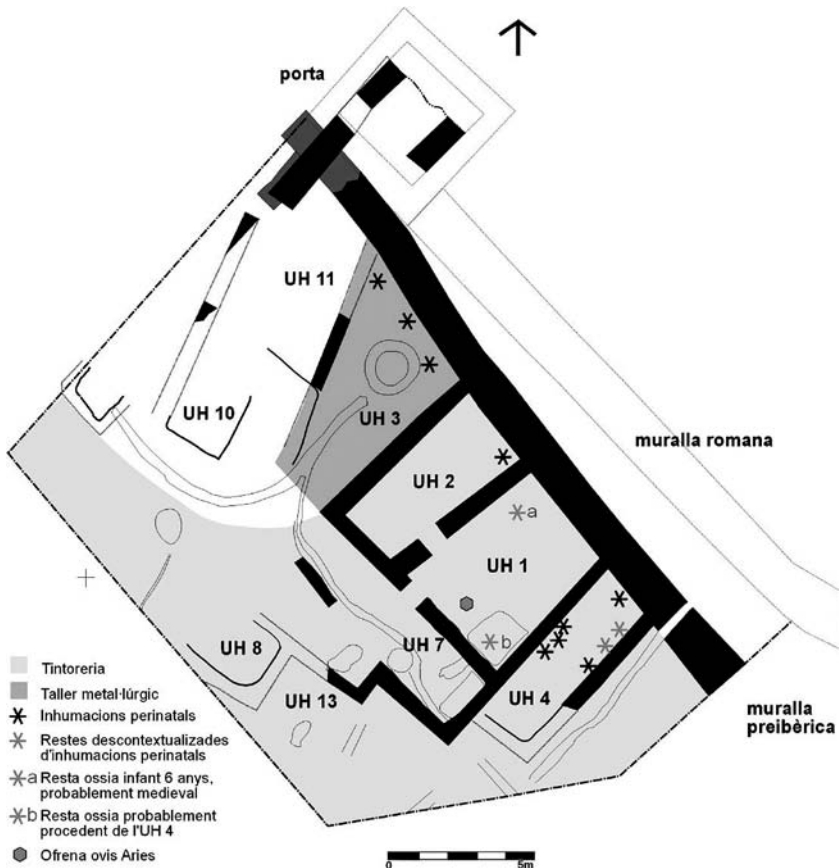 porta
UH 11
UH 3
UH 10
muralla romana
UH 2
a
UH 1
UH 8
UH 7
b
UH 4
UH 13
muralla
preibèrica
Tintoreria
Taller metal·lúrgic
Inhumacions perinatals
Restes descontextualizades
d'inhumacions perinatals
a Resta ossia infant 6 anys,
probablement medieval
b Resta ossia probablement
procedent de l'UH 4
Ofrena ovis Aries
0 5m